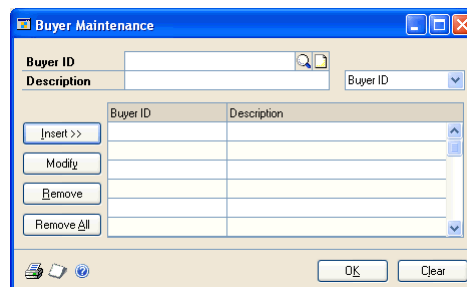 Buyer Maintenance
Buyer ID
Description
Buyer ID
Buyer ID Description
Insert >>
Modify
Remove
Remove All
OK Clear